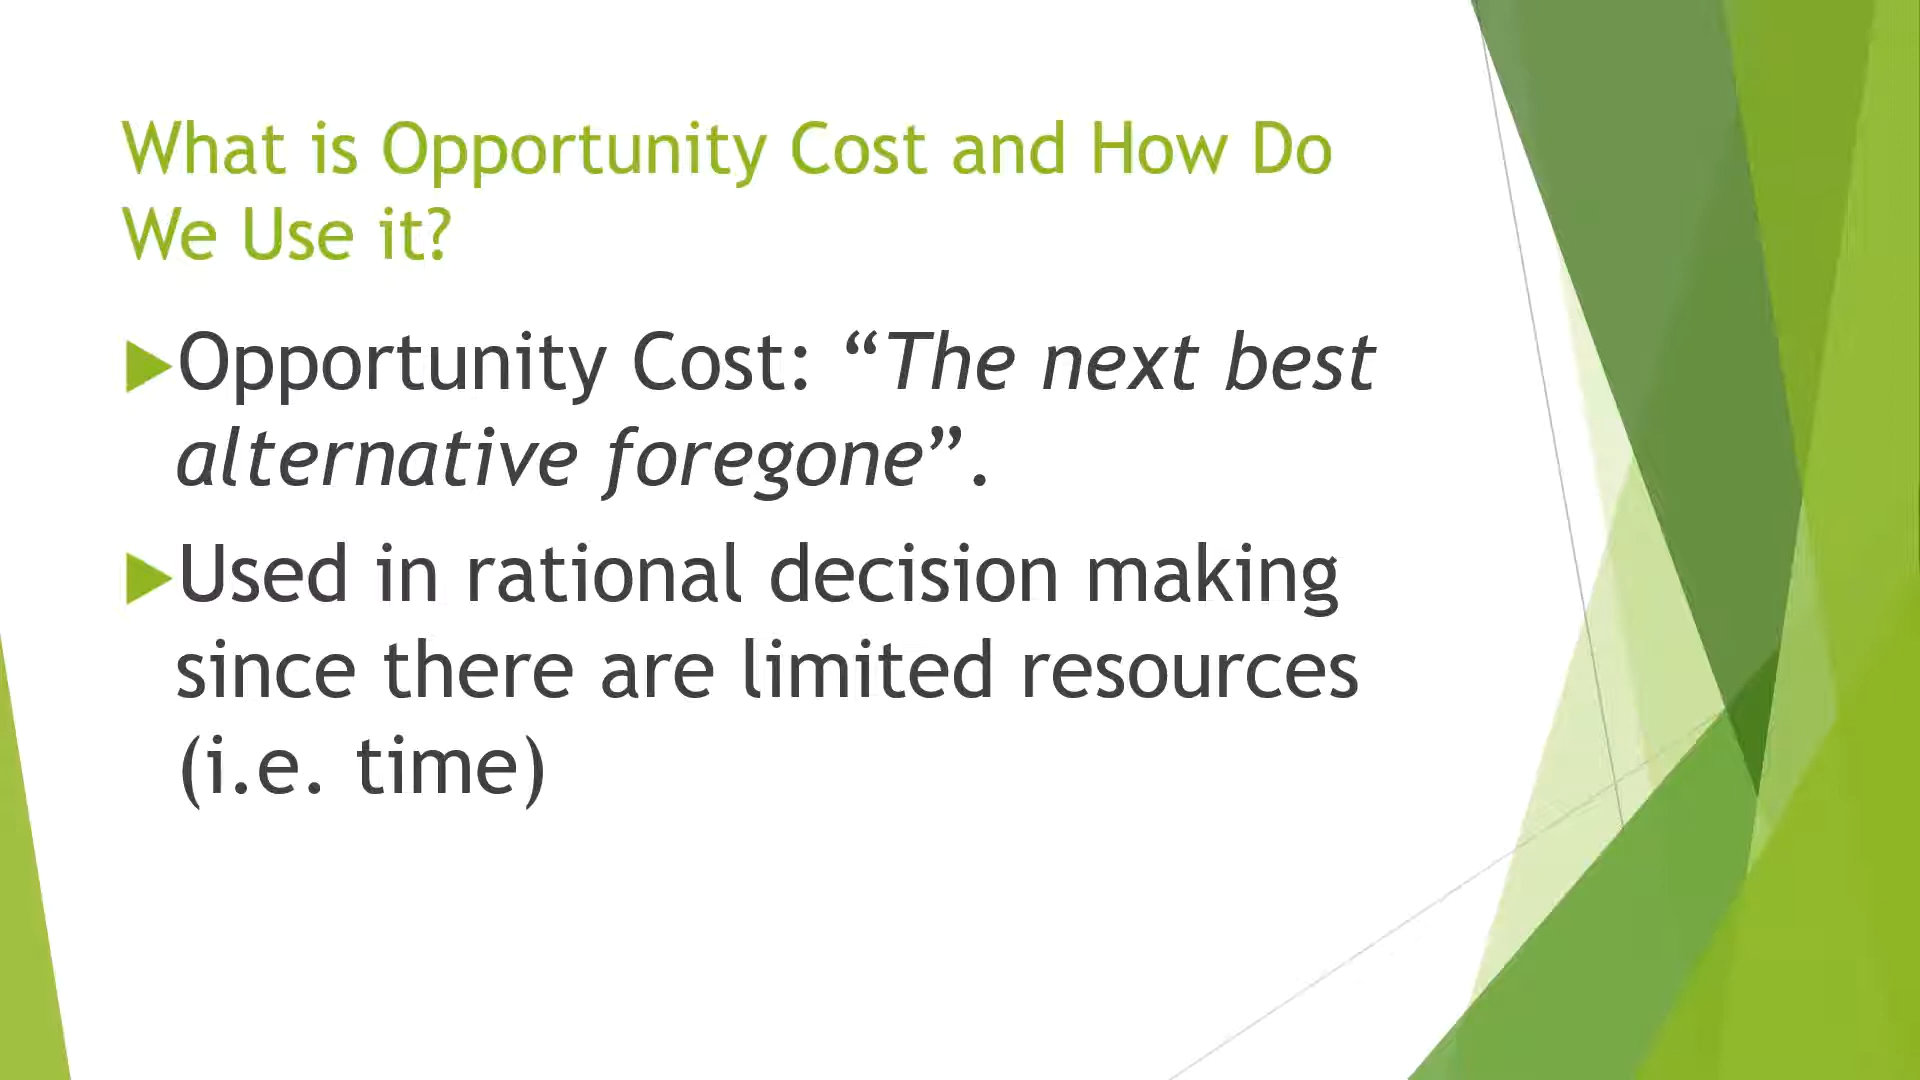 What is Opportunity Cost and How Do
We Use it?
Opportunity Cost: “The next best
alternative foregone”.
Used in rational decision making
since there are limited resources
(i.e. time)